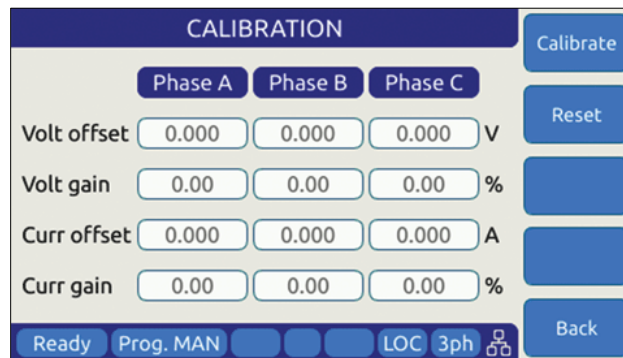 CALIBRATION
Calibrate
Phase A Phase B Phase C
Reset
Volt offset 0.000 0.000 0.000 V
Volt gain 0.00 0.00 0.00 %
Curr offset 0.000 0.000 0.000 A
Curr gain 0.00 0.00 0.00 %
Back
Ready Prog. MAN LOC 3ph